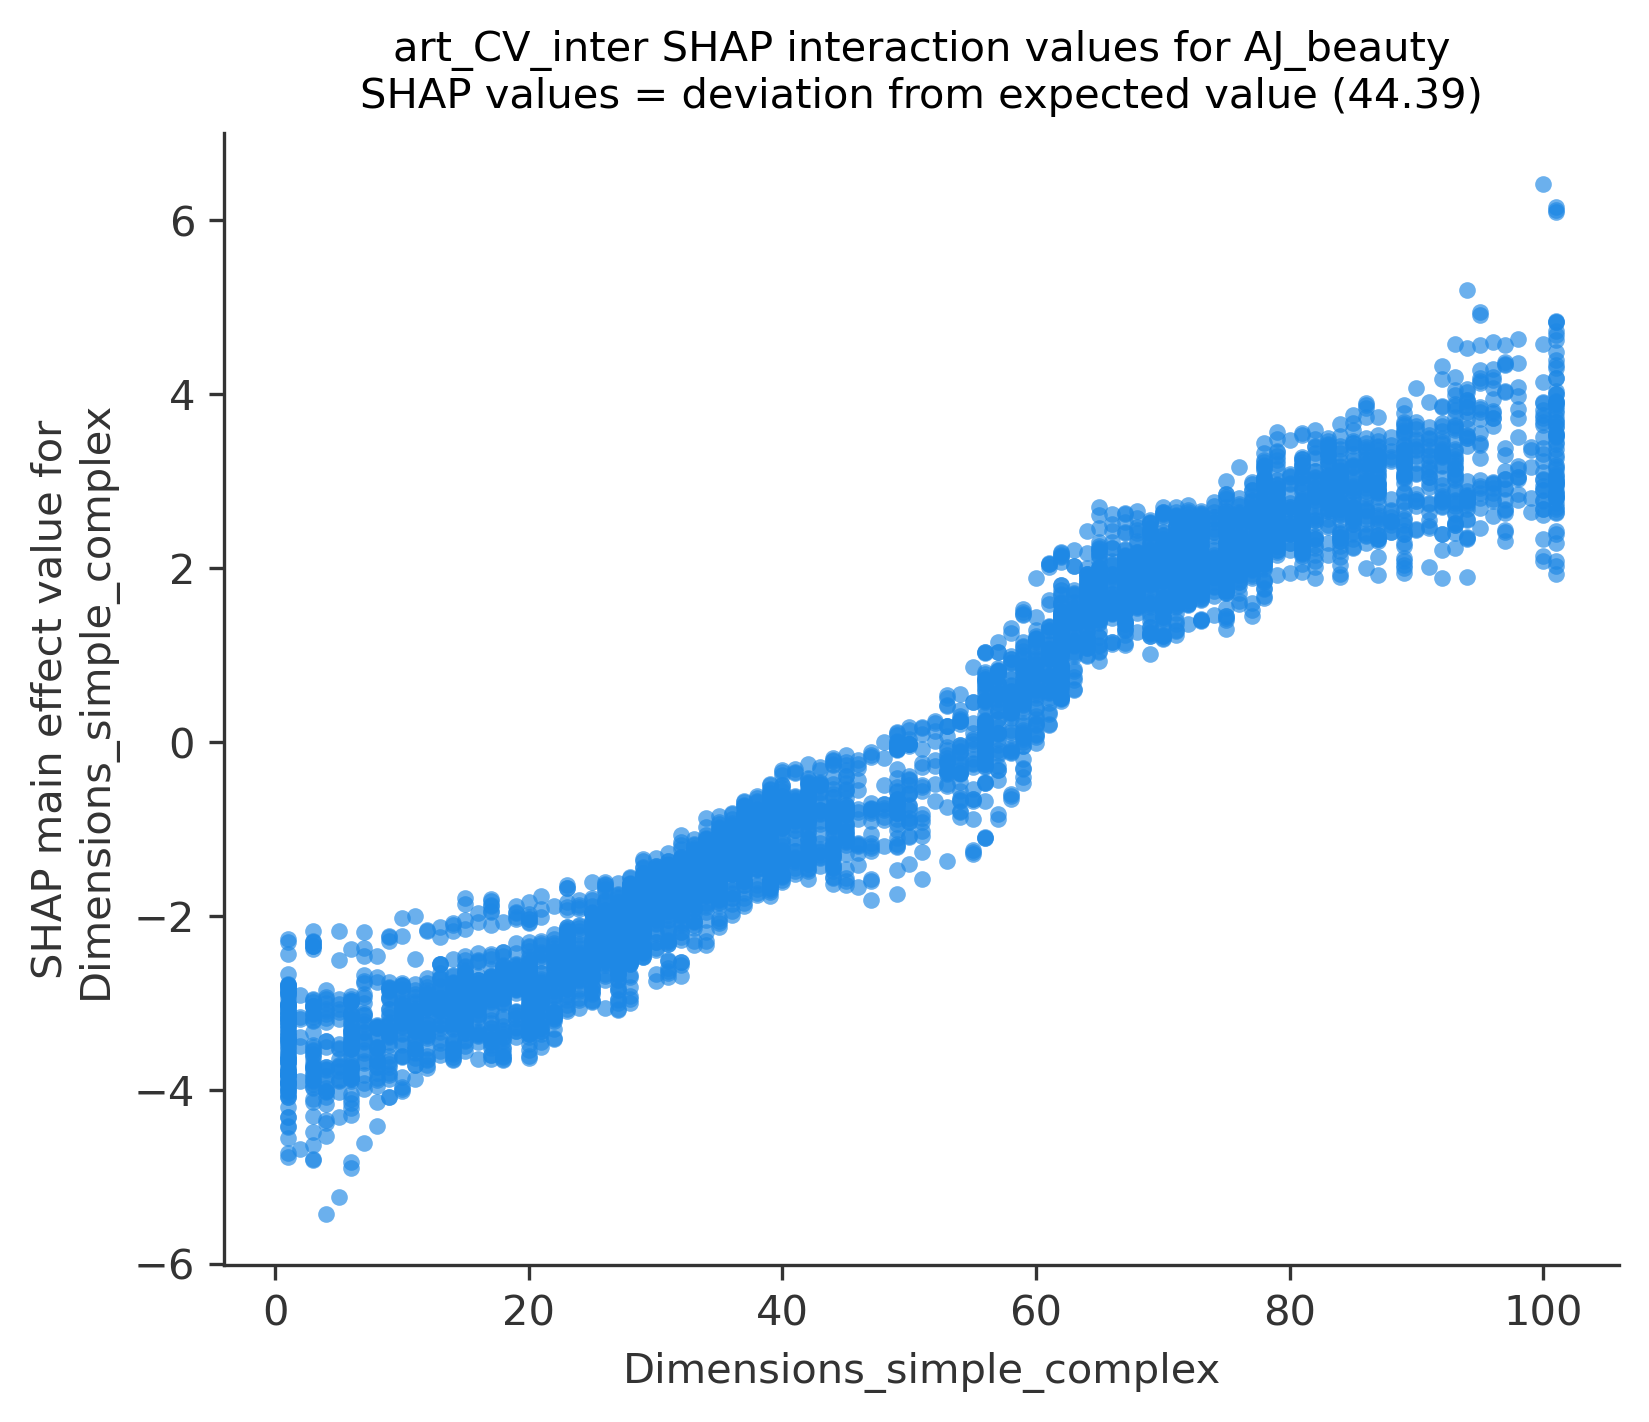 art_CV_inter SHAP interaction values for AJ_beauty
SHAP values = deviation from expected value (44.39)
SHAP main effect value for
Dimensions_simple_complex
6
4
2
0
−2
−4
−6
0 20 40 60 80 100
Dimensions_simple_complex